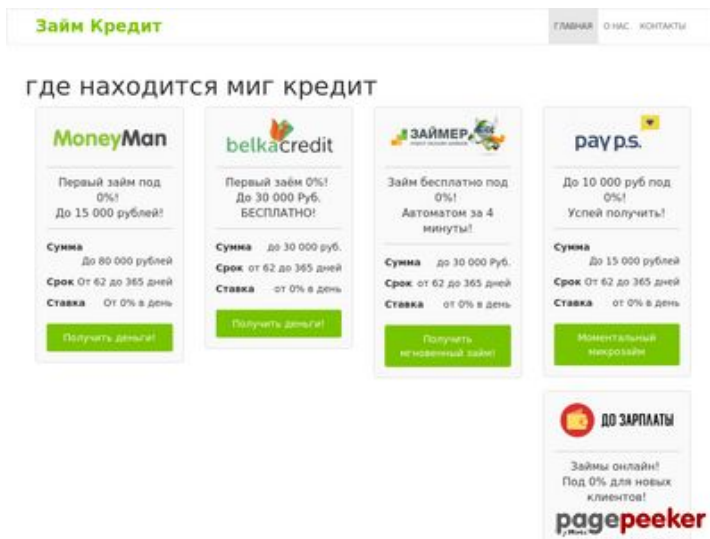 Займ Кредит
ГЛАВНАЯ О НАС. КОНТАКТЫ
где находится миг кредит
MoneyMan
Первый займ под
0%!
До 15 000 рублей!
Сумма
До 80 000 рублей
Срок От 62 до 365 дней
Ставка От 0% в день
Получить деньги!
belkacredit
Первый заём 0%!
До 30 000 Руб.
БЕСПЛАТНО!
Сумма до 30 000 руб.
Срок от 62 до 365 дней
Ставка от 0% в день
Получить деньги!
ЗАЙМЕР
Займ бесплатно под
0%!
Автоматом за 4
минуты!
Сумма до 30 000 Руб.
Срок от 62 до 365 дней
Ставка от 0% в день
Получить
мгновенный займ!
pay p.s.
До 10 000 руб под
0%!
Успей получить!
Сумма
До 15 000 рублей
Срок От 62 до 365 дней
Ставка от 0% в день
Моментальный
микрозайм
ДО ЗАРПЛАТЫ
Займы онлайн!
Под 0% для новых
клиентов!
pagepeeker